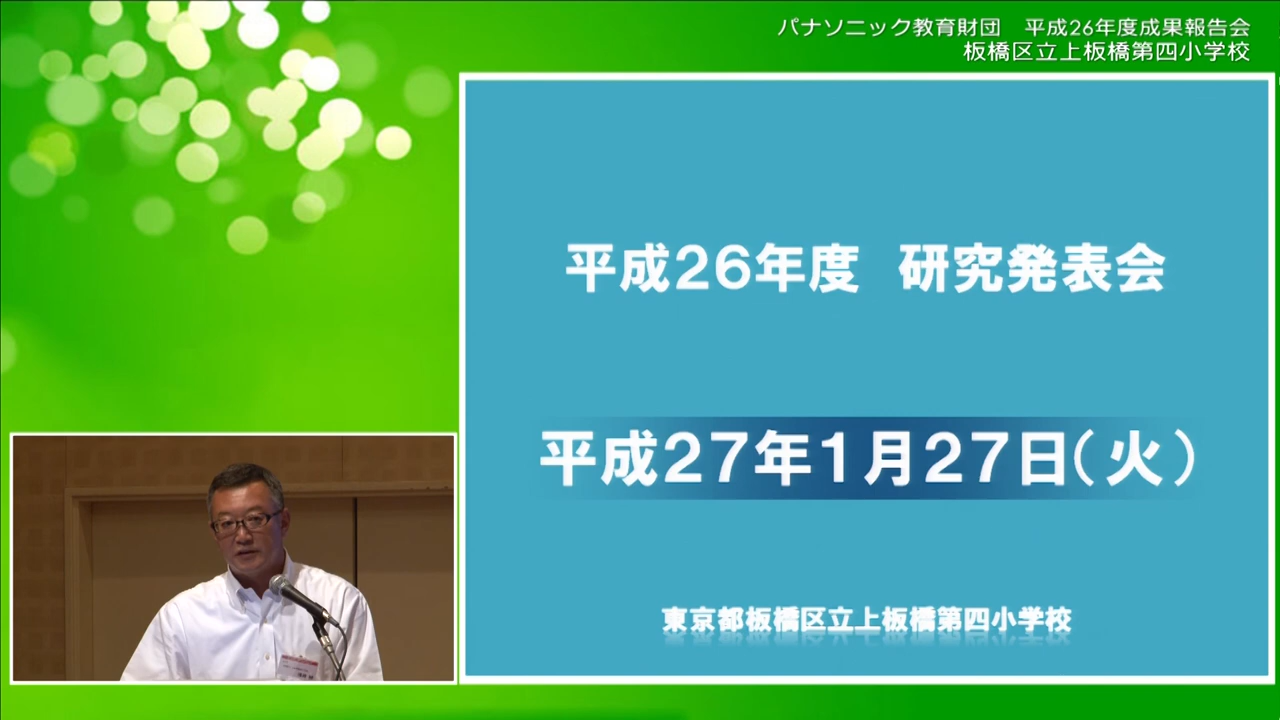 パナソニック教育財団　平成26年度成果報告会
板橋区立上板橋第四小学校
平成26年度　研究発表会
平成27年1月27日（火）
東京都板橋区立上板橋第四小学校